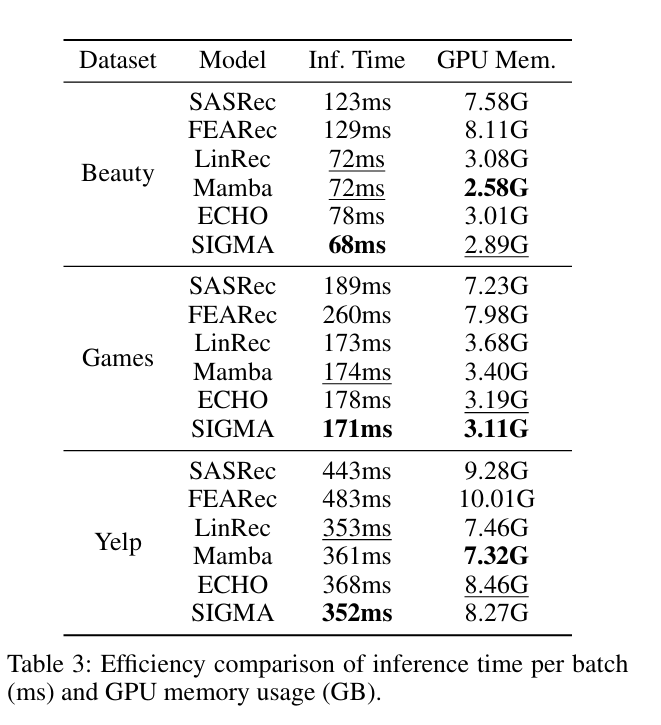 Dataset Model Inf. Time GPU Mem.
SASRec 123ms 7.58G
FEARec 129ms 8.11G
LinRec 72ms 3.08G
Beauty
Mamba 72ms 2.58G
ECHO 78ms 3.01G
SIGMA 68ms 2.89G
SASRec 189ms 7.23G
FEARec 260ms 7.98G
LinRec 173ms 3.68G
Games
Mamba 174ms 3.40G
ECHO 178ms 3.19G
SIGMA 171ms 3.11G
SASRec 443ms 9.28G
FEARec 483ms 10.01G
LinRec 353ms 7.46G
Yelp
Mamba 361ms 7.32G
ECHO 368ms 8.46G
SIGMA 352ms 8.27G
Table 3: Efficiency comparison of inference time per batch
(ms) and GPU memory usage (GB).